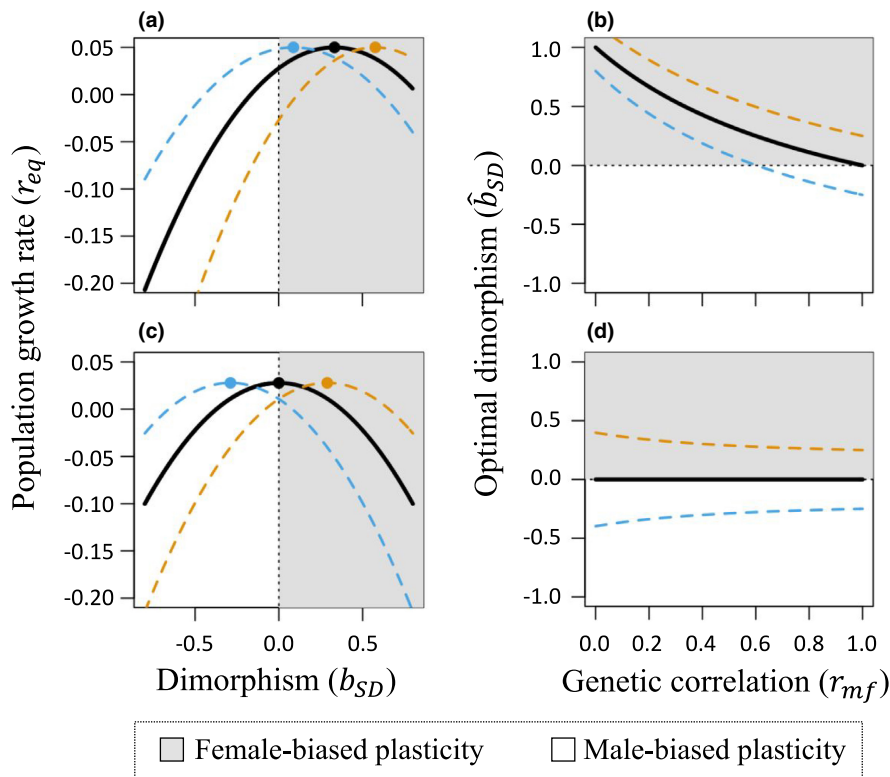 (a)
(b)
0.05
0.00
-0.05
-0.10
-0.15
-0.20
1.0
0.5
0.0
-0.5
-1.0
(c)
(d)
0.05
0.00
-0.05
-0.10
-0.15
-0.20
1.0
0.5
0.0
-0.5
-1.0
Population growth rate (r_eq)
Optimal dimorphism (b̂_SD)
-0.5 0.0 0.5
0.0 0.2 0.4 0.6 0.8 1.0
Dimorphism (b_SD)
Genetic correlation (r_mf)
Female-biased plasticity
Male-biased plasticity